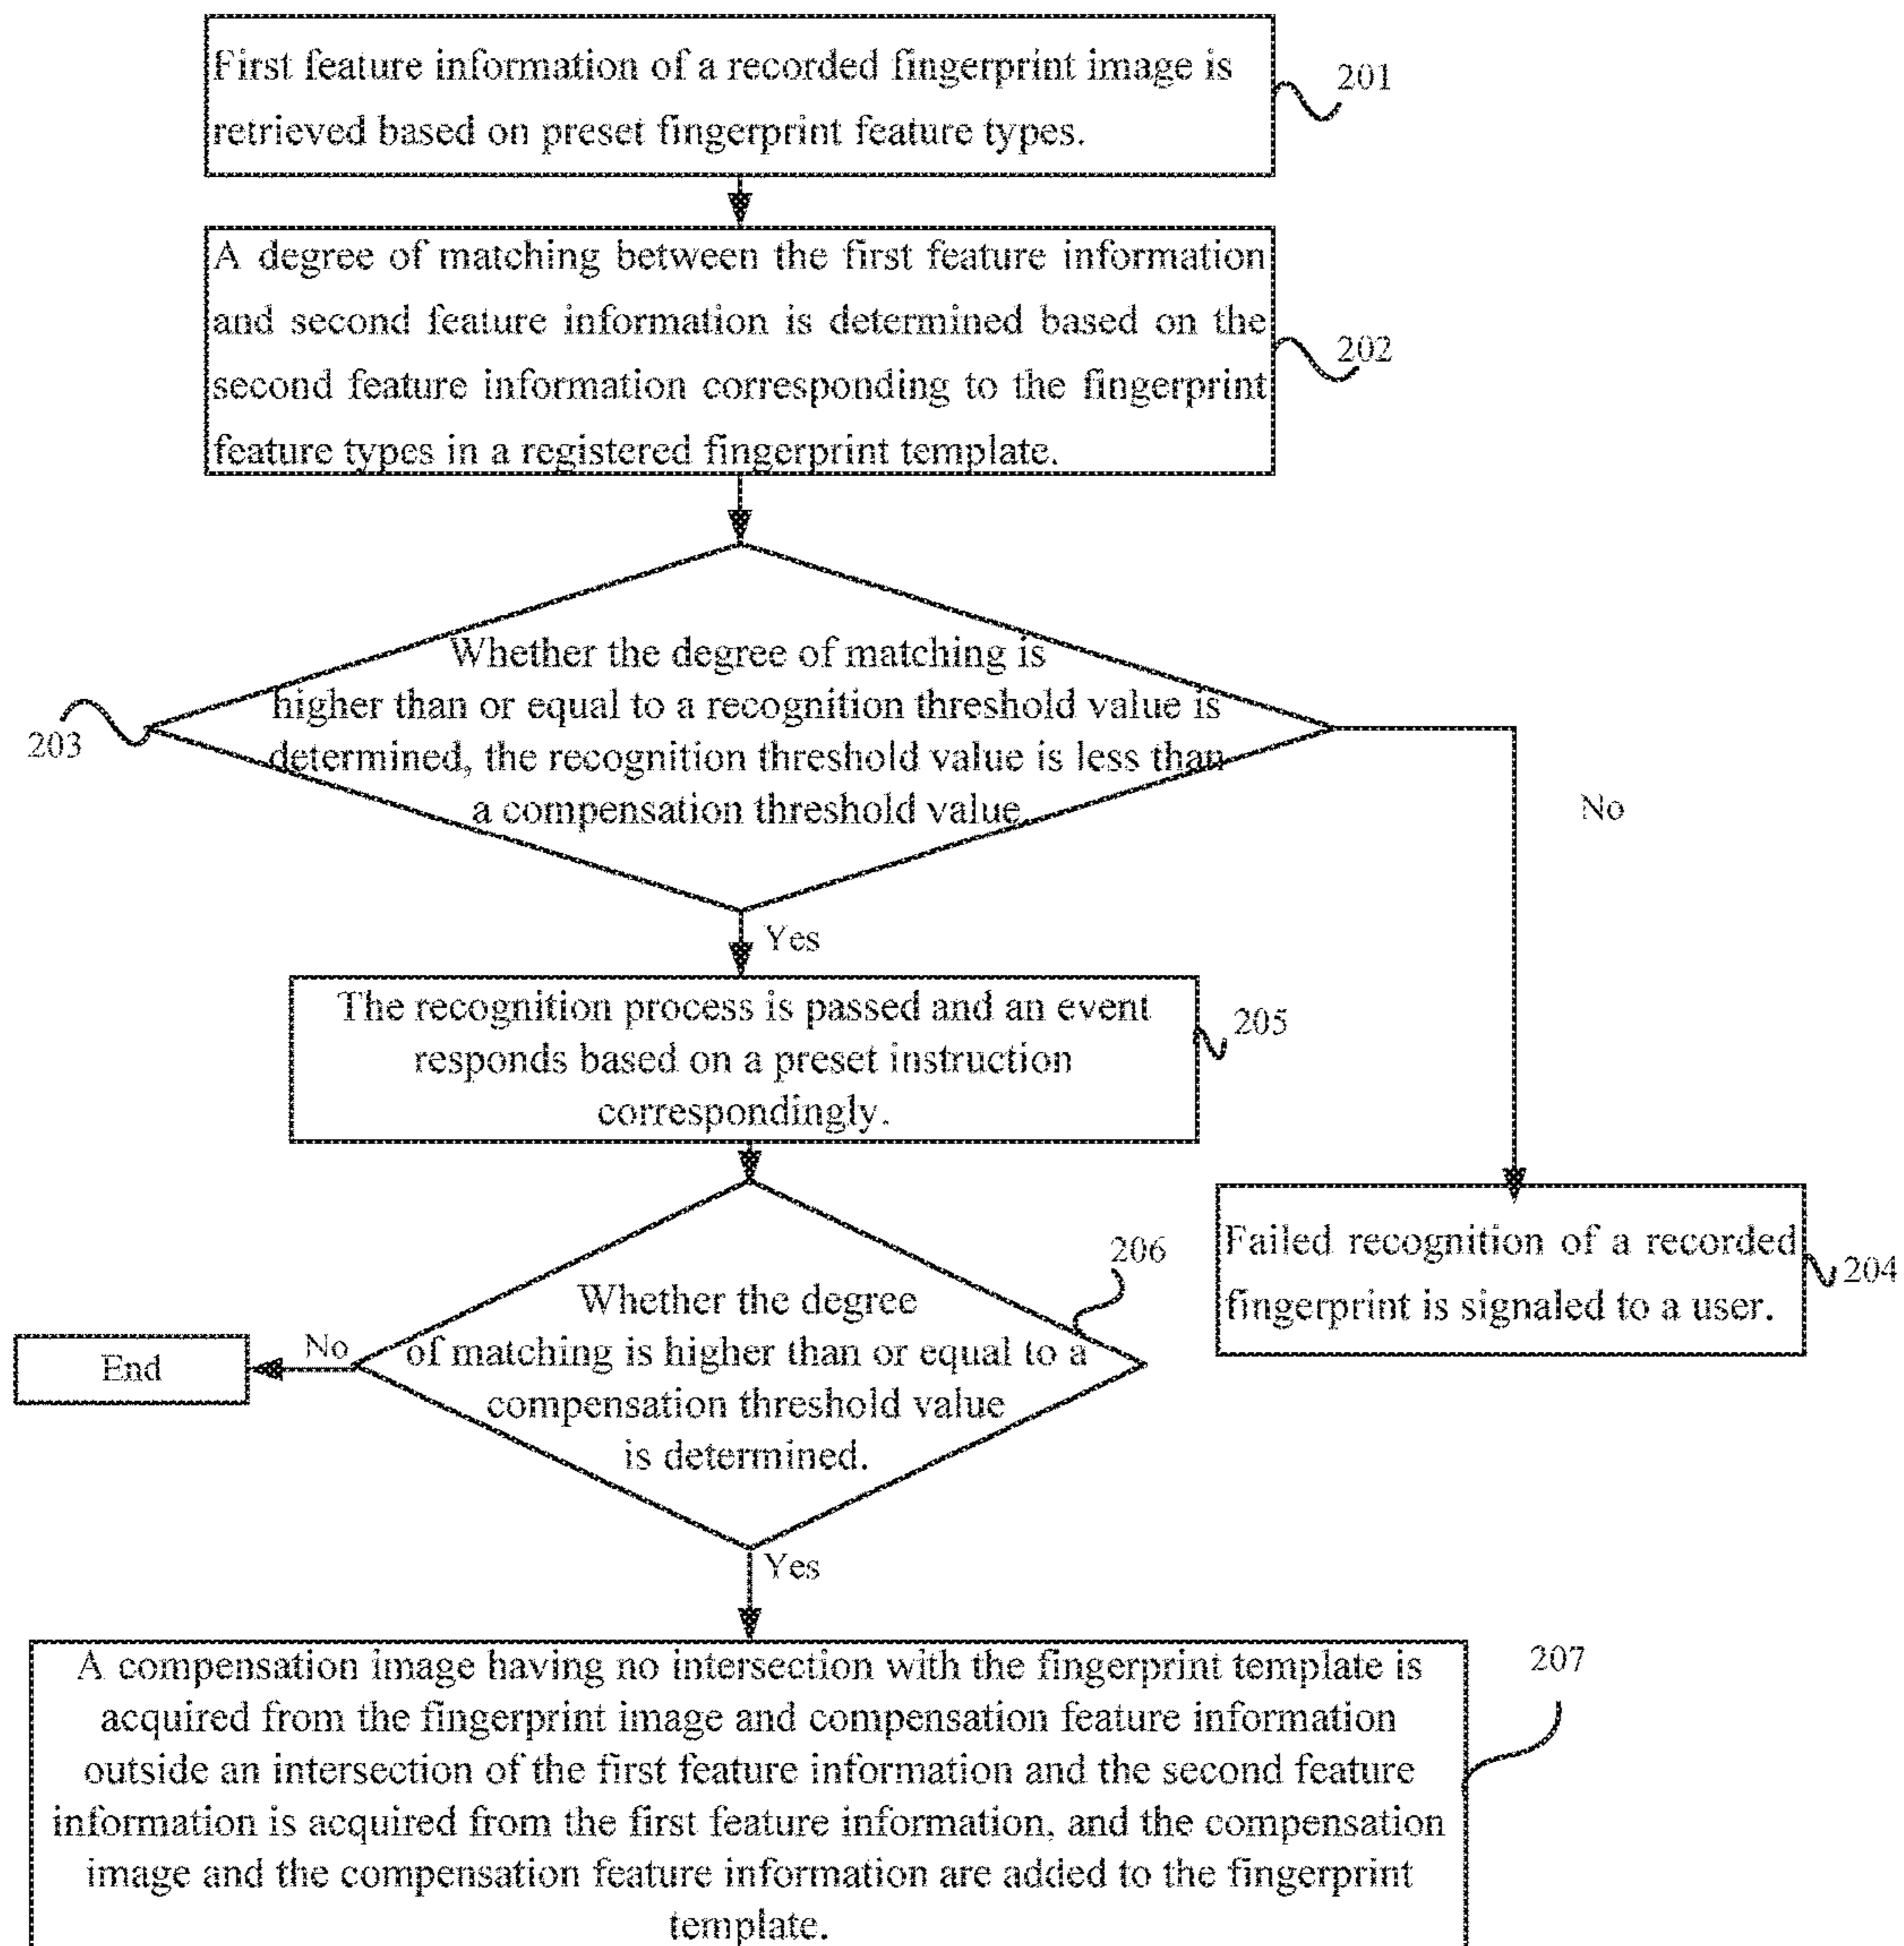 First feature information of a recorded fingerprint image is
retrieved based on preset fingerprint feature types.
201
A degree of matching between the first feature information
and second feature information is determined based on the
second feature information corresponding to the fingerprint
feature types in a registered fingerprint template.
202
Whether the degree of matching is
higher than or equal to a recognition threshold value is
determined, the recognition threshold value is less than
a compensation threshold value
203
No
Yes
The recognition process is passed and an event
responds based on a preset instruction
correspondingly.
205
Failed recognition of a recorded
fingerprint is signaled to a user.
204
206
Whether the degree
of matching is higher than or equal to a
compensation threshold value
is determined.
No
End
Yes
A compensation image having no intersection with the fingerprint template is
acquired from the fingerprint image and compensation feature information
outside an intersection of the first feature information and the second feature
information is acquired from the first feature information, and the compensation
image and the compensation feature information are added to the fingerprint
template.
207